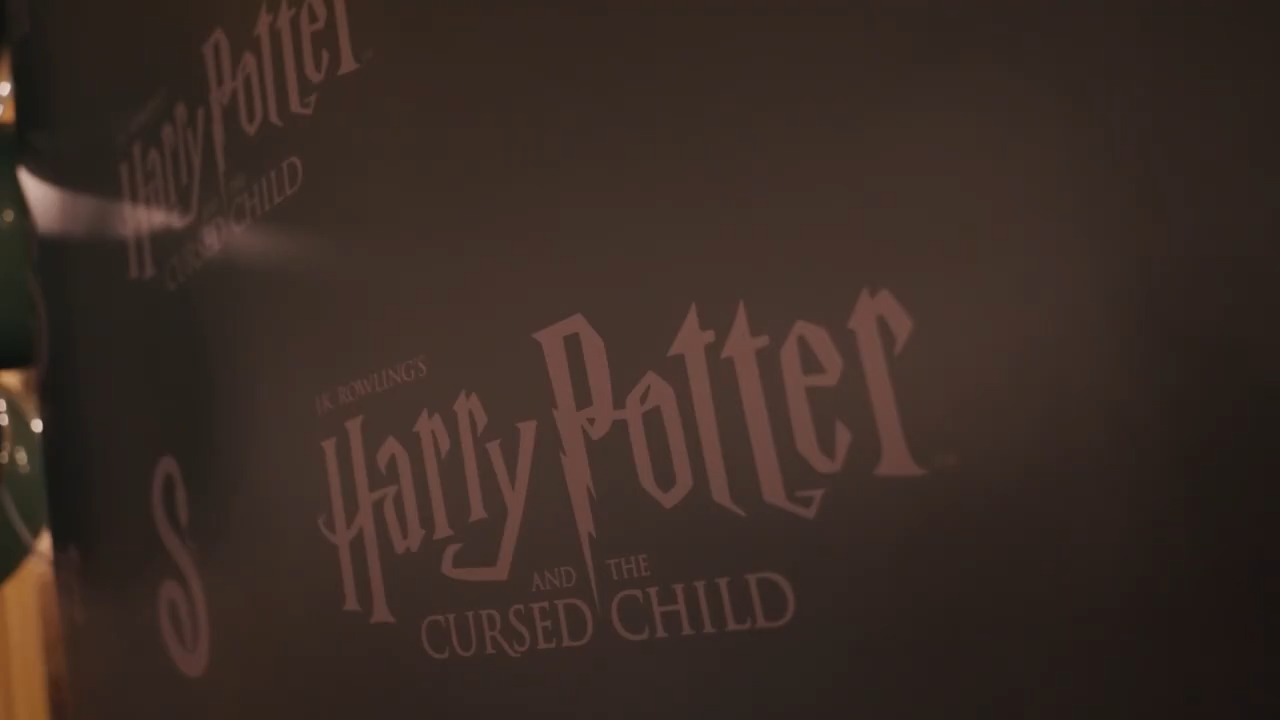 Harry Potter
CURSED CHILD
J.K. ROWLING'S
Harry Potter
AND THE
CURSED CHILD
S